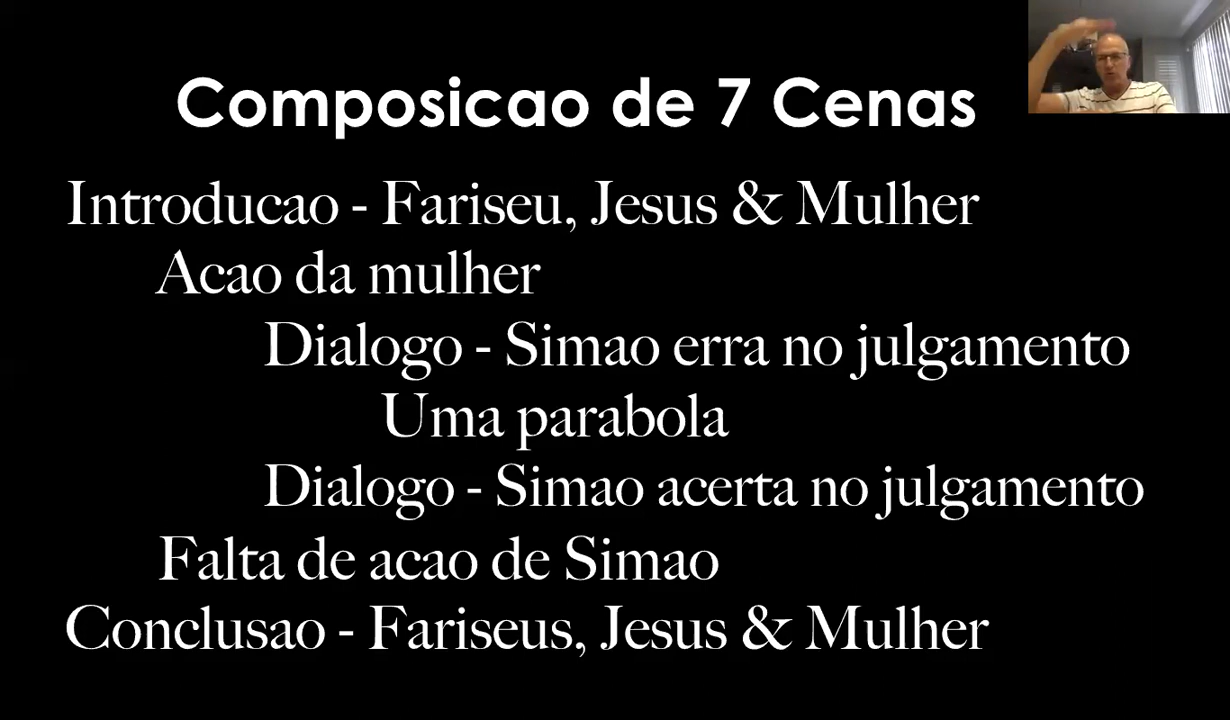 Composicao de 7 Cenas
Introducao - Fariseu, Jesus & Mulher
Acao da mulher
Dialogo - Simao erra no julgamento
Uma parabola
Dialogo - Simao acerta no julgamento
Falta de acao de Simao
Conclusao - Fariseus, Jesus & Mulher